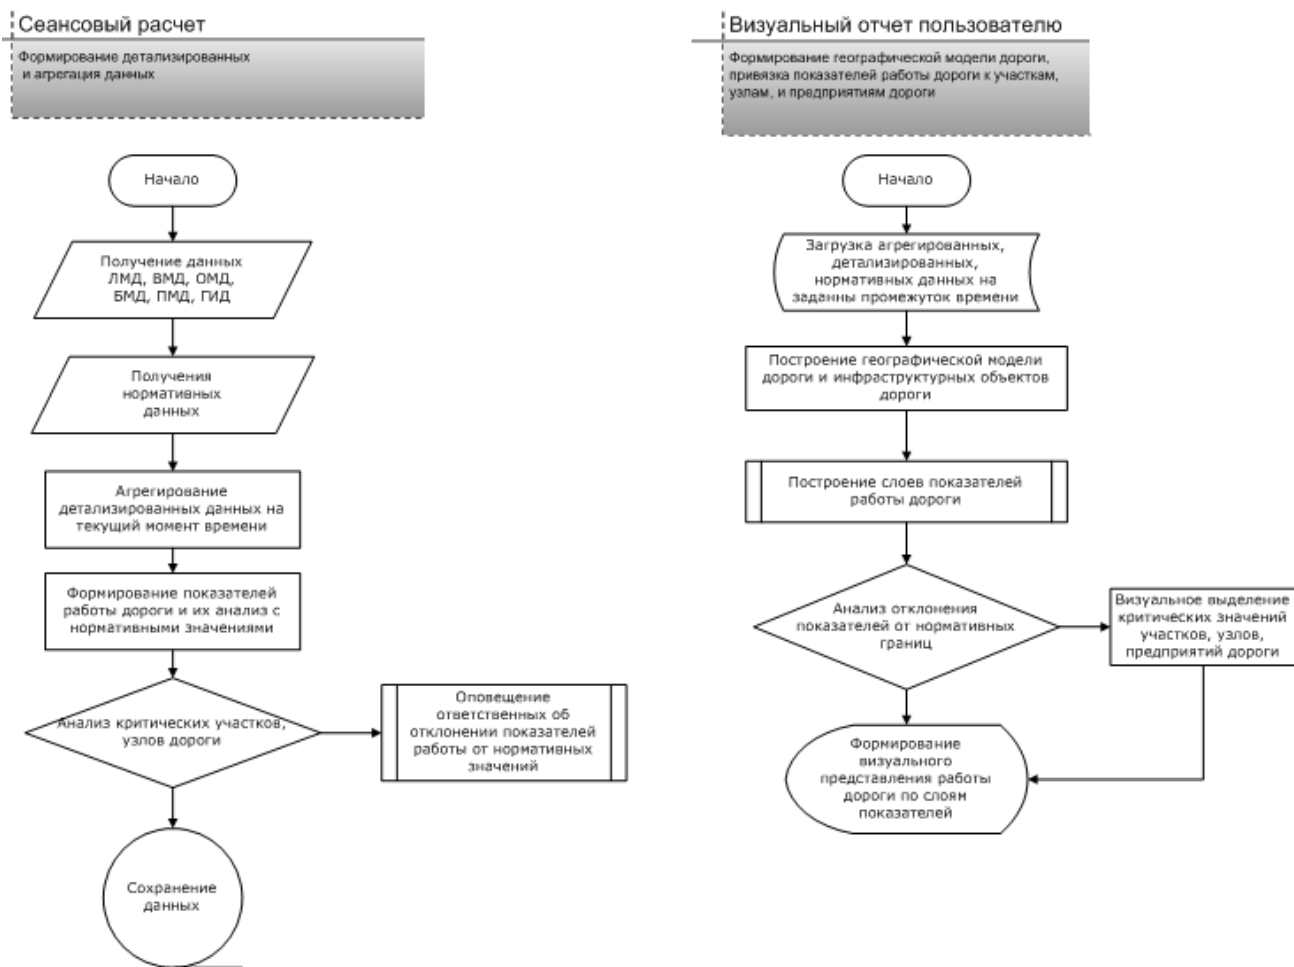 Сеансовый расчет
Формирование детализированных
и агрегация данных
Начало
Получение данных
ЛМД, ВМД, ОМД,
БМД, ПМД, ГИД
Получения
нормативных
данных
Агрегирование
детализированных данных на
текущий момент времени
Формирование показателей
работы дороги и их анализ с
нормативными значениями
Анализ критических участков,
узлов дороги
Оповещение
ответственных об
отклонении показателей
работы от нормативных
значений
Сохранение
данных
Визуальный отчет пользователю
Формирование географической модели дороги,
привязка показателей работы дороги к участкам,
узлам, и предприятиям дороги
Начало
Загрузка агрегированных,
детализированных,
нормативных данных на
заданны промежуток времени
Построение географической модели
дороги и инфраструктурных объектов
дороги
Построение слоев показателей
работы дороги
Анализ отклонения
показателей от нормативных
границ
Визуальное выделение
критических значений
участков, узлов,
предприятий дороги
Формирование
визуального
представления работы
дороги по слоям
показателей